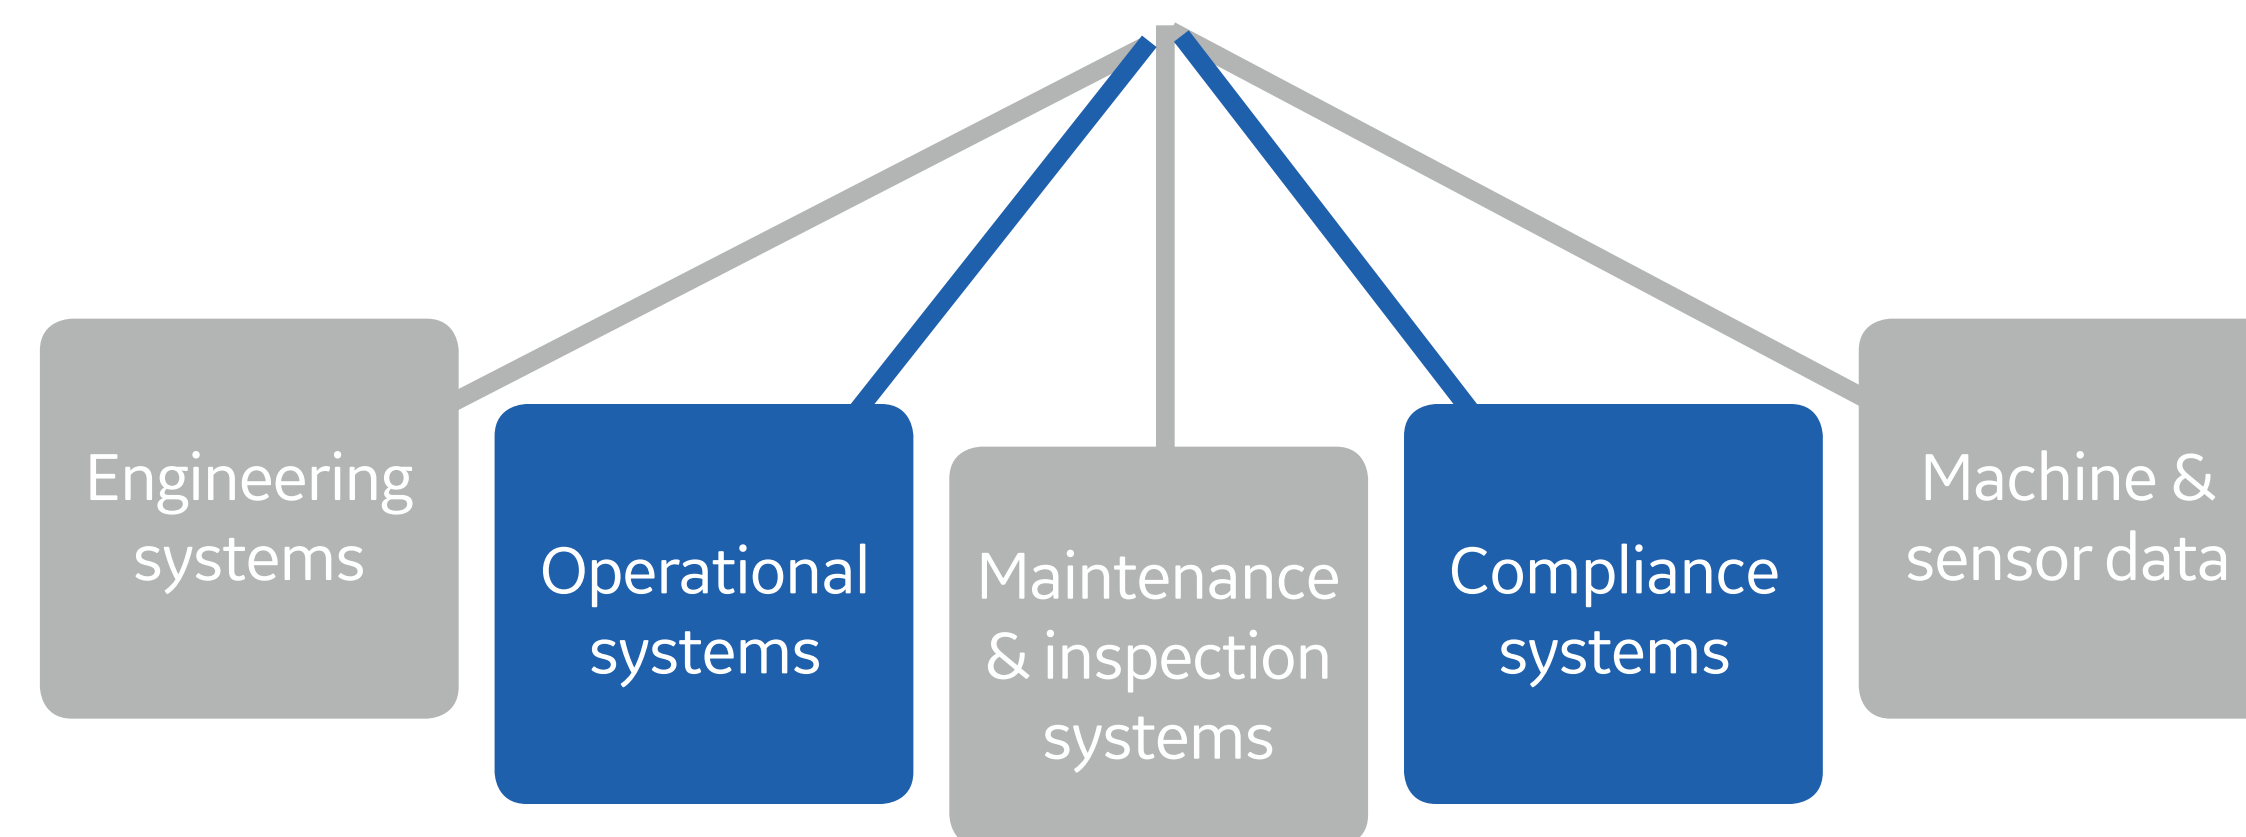 Engineering
systems
Operational
systems
Maintenance
& inspection
systems
Compliance
systems
Machine &
sensor data